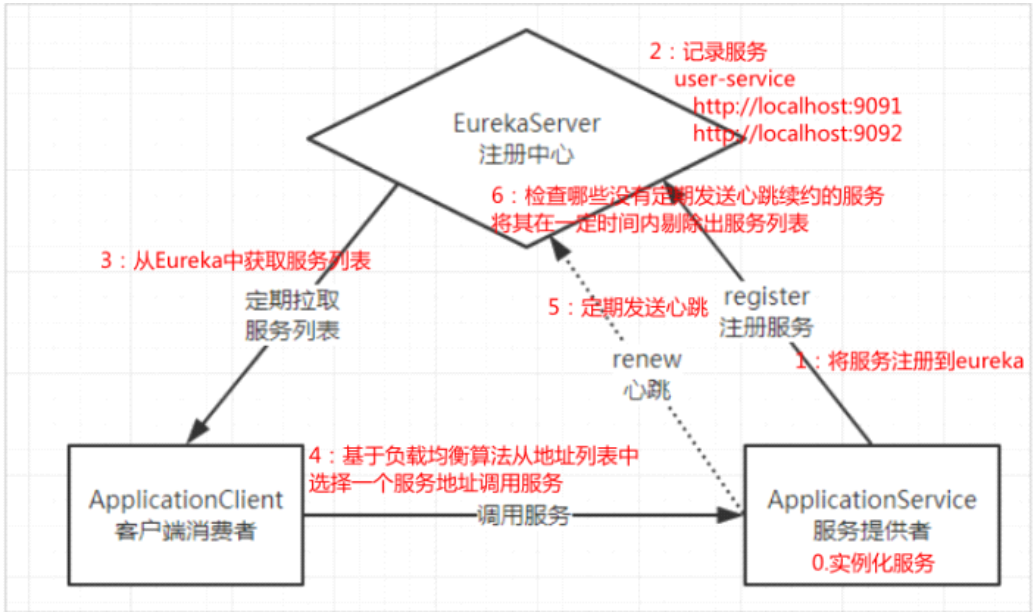 2：记录服务
user-service
http://localhost:9091
http://localhost:9092
EurekaServer
注册中心
6：检查哪些没有定期发送心跳续约的服务
将其在一定时间内剔除出服务列表
3：从Eureka中获取服务列表
定期拉取
服务列表
5：定期发送心跳
register
注册服务
renew
心跳
1：将服务注册到eureka
4：基于负载均衡算法从地址列表中
选择一个服务地址调用服务
ApplicationClient
客户端消费者
调用服务
ApplicationService
服务提供者
0.实例化服务